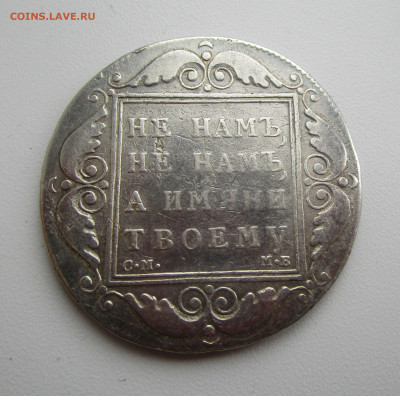 COINS.LAVE.RU
НЕ НАМЪ,
НЕ НАМЪ,
А ИМЯНИ
ТВОЕМУ
С·М· М·Б